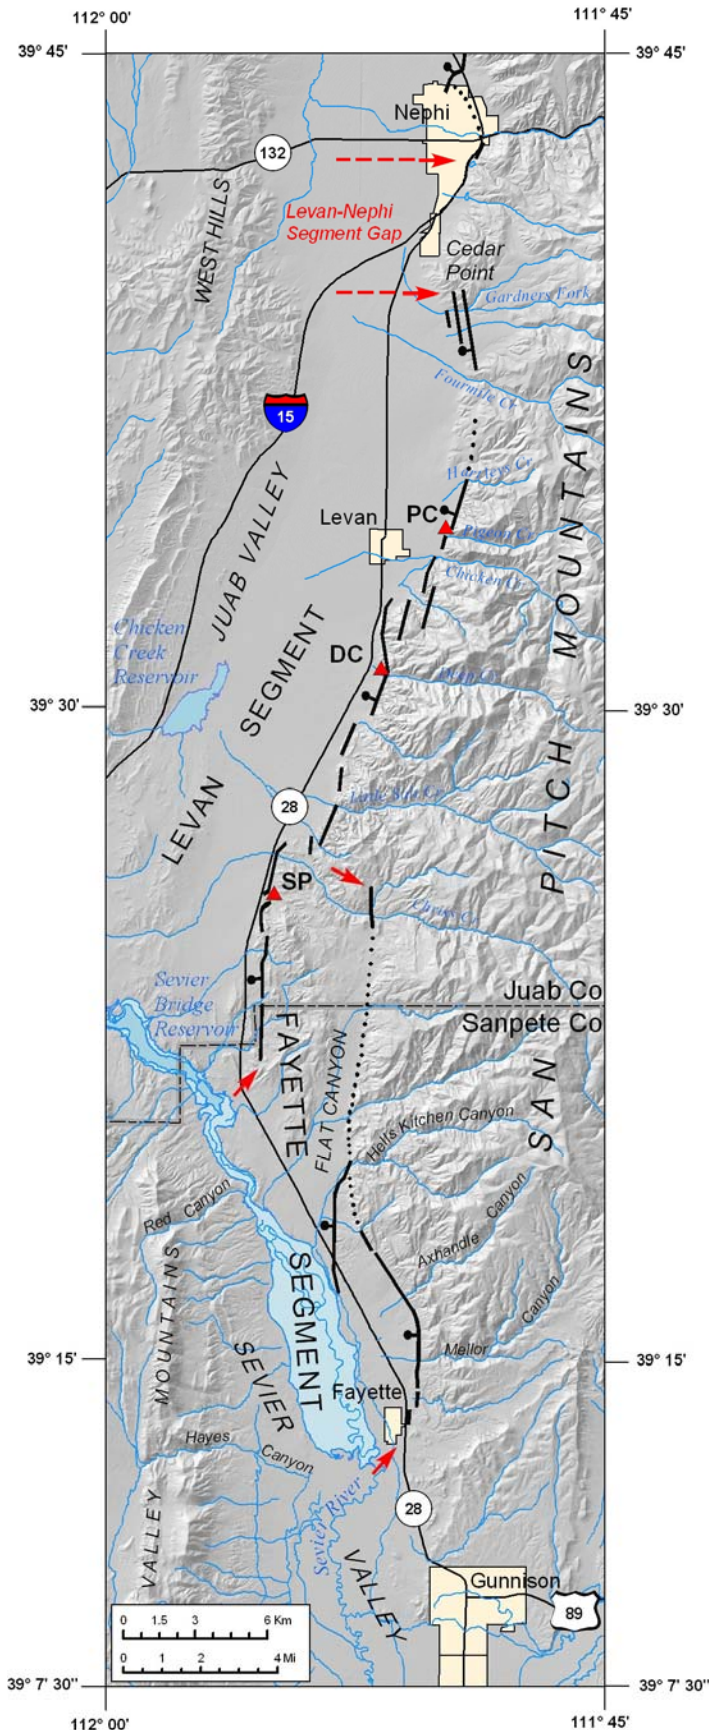 112° 00'
111° 45'
39° 45'
39° 45'
Nephi
132
WEST HILLS
Levan-Nephi
Segment Gap
Cedar
Point
Gardners Fork
Fourmile Cr
15
MOUNTAINS
JUAB VALLEY
Levan
PC
Pigeon Cr
Chicken Cr
Chicken
Creek
Reservoir
SEGMENT
DC
Deep Cr
39° 30'
39° 30'
PITCH
LEVAN
28
Little Salt Cr
SP
Chriss Cr
Sevier
Bridge
Reservoir
Juab Co
Sanpete Co
FAYETTE
FLAT CANYON
SAN
Hell's Kitchen Canyon
Red Canyon
Axhandle Canyon
SEGMENT
MOUNTAINS
Canyon
Mellor
39° 15'
39° 15'
SEVIER
Fayette
Hayes
Canyon
Sevier River
28
VALLEY
VALLEY
Gunnison
89
0 1.5 3 6 Km
0 1 2 4 Mi
39° 7' 30"
39° 7' 30"
112° 00'
111° 45'